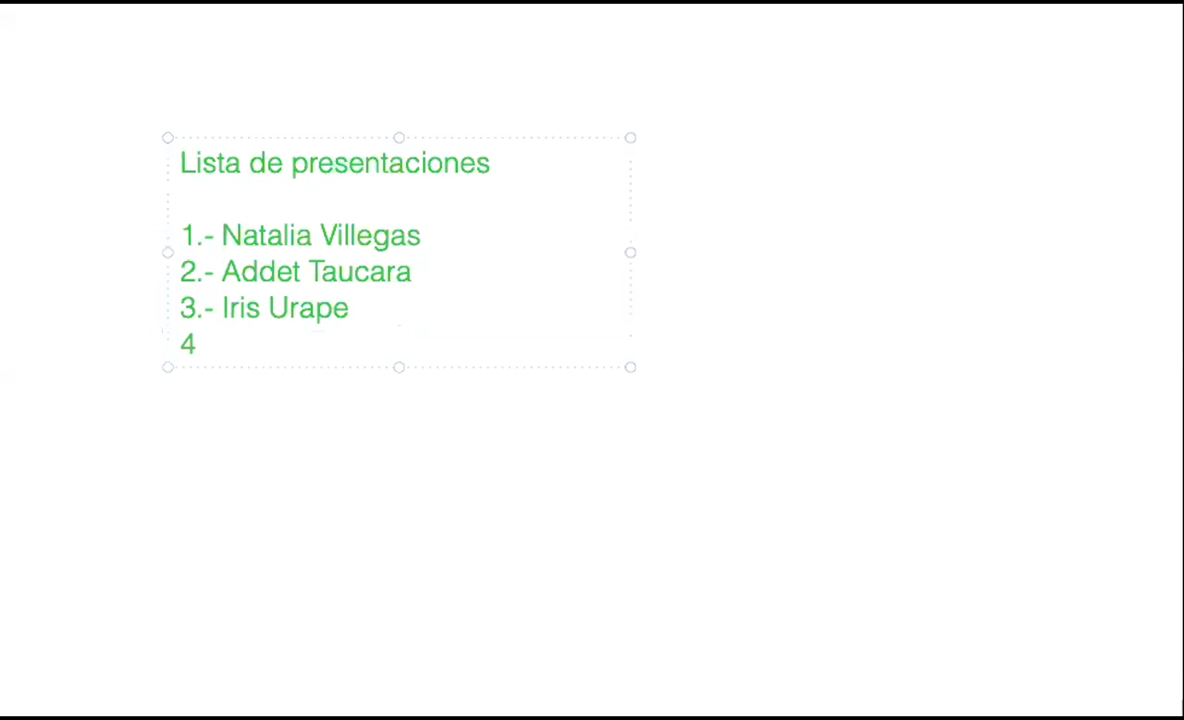 Lista de presentaciones
1.- Natalia Villegas
2.- Addet Taucara
3.- Iris Urape
4